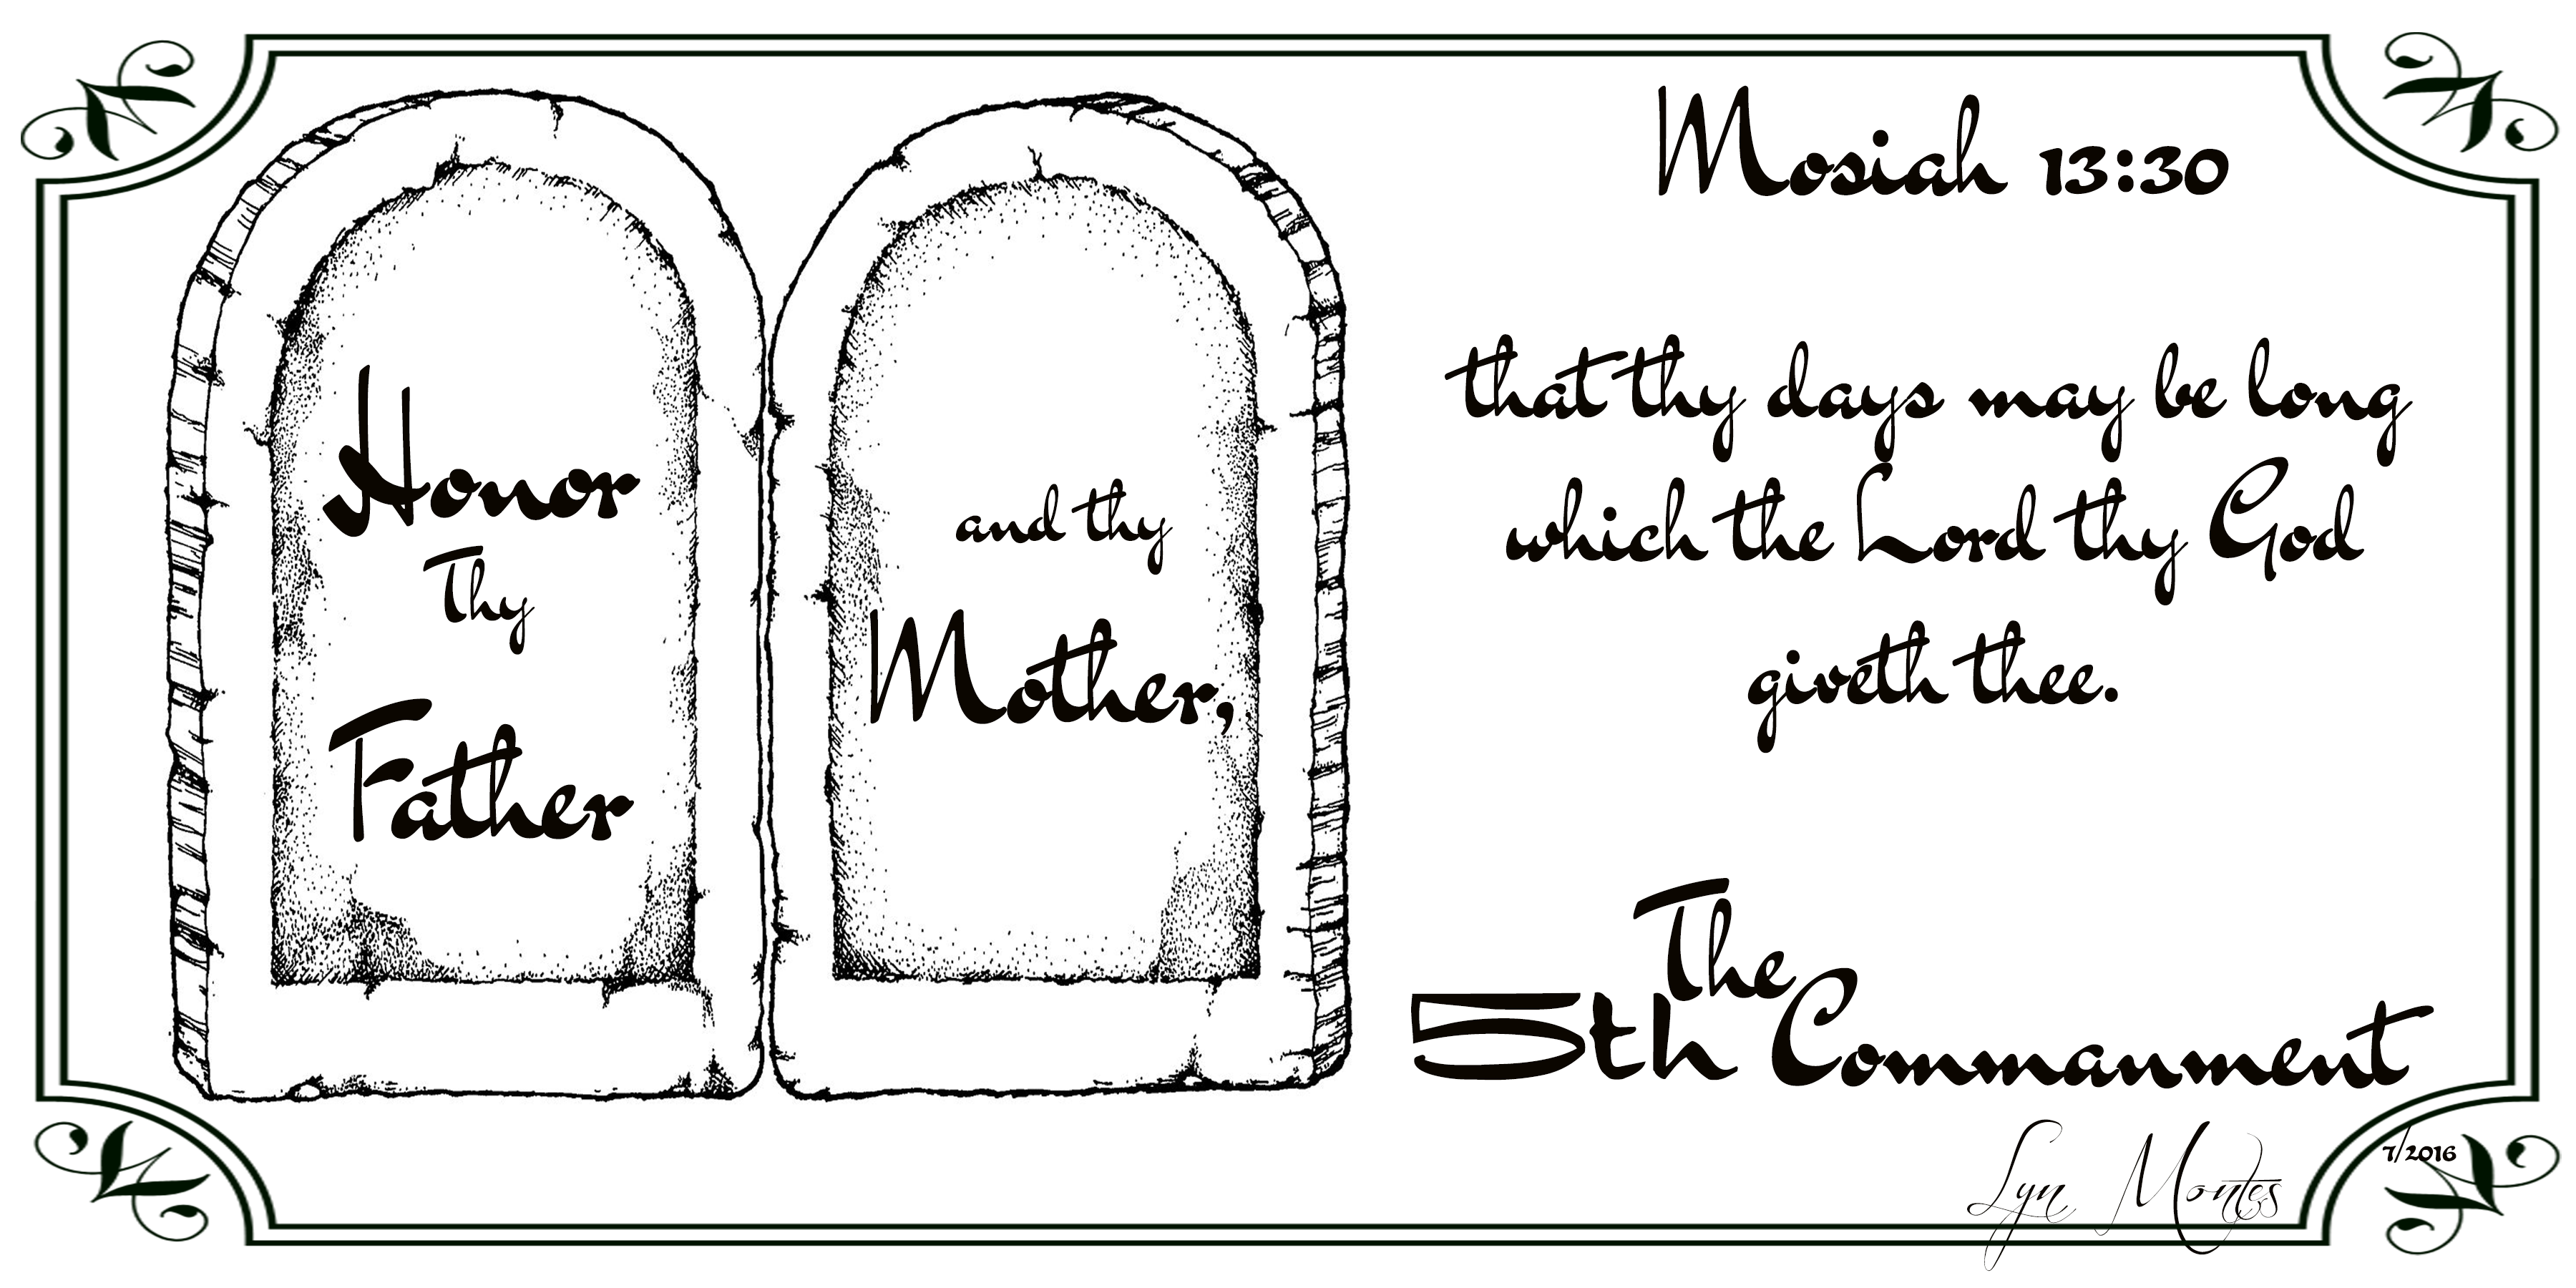 Honor
Thy
Father
and thy
Mother,
Mosiah 13:30
that thy days may be long
which the Lord thy God
giveth thee.
The
5th Commanment
Lyn Montes
7/2016